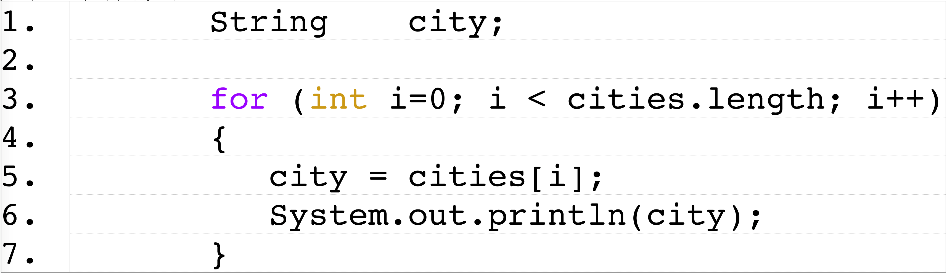 1. String city;
2.
3. for (int i=0; i < cities.length; i++)
4. {
5. city = cities[i];
6. System.out.println(city);
7. }